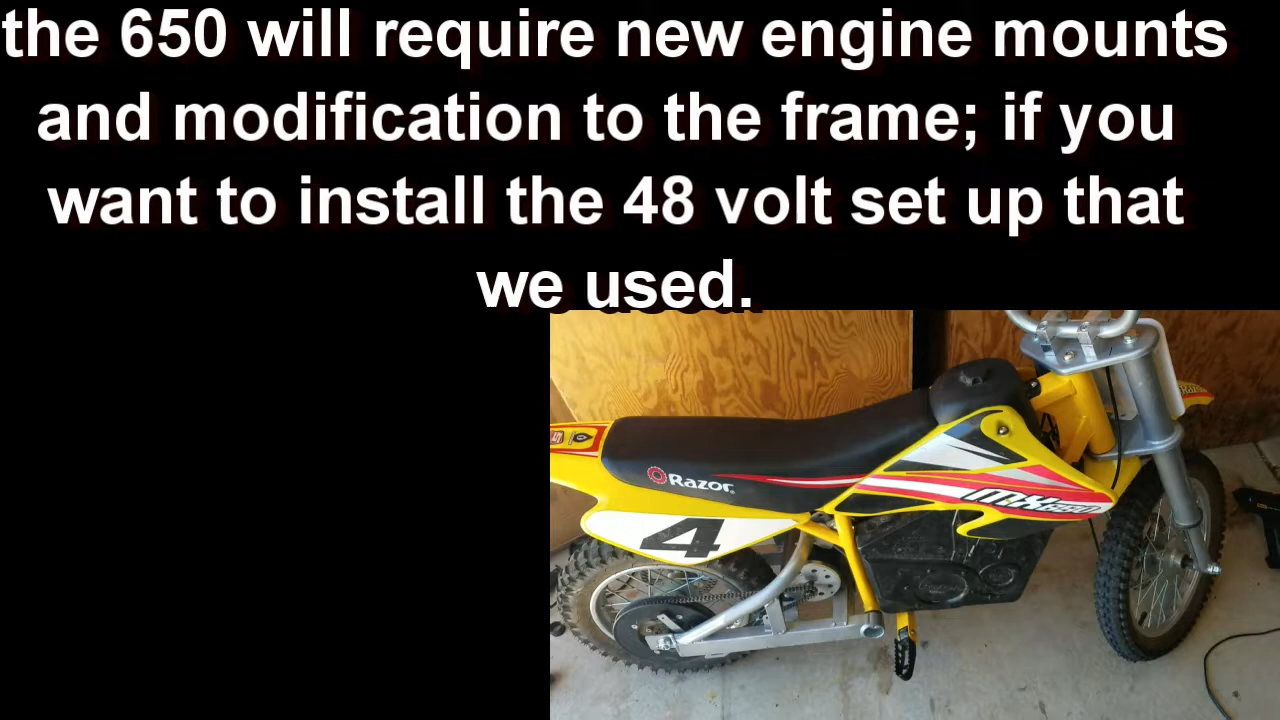 the 650 will require new engine mounts
and modification to the frame; if you
want to install the 48 volt set up that
we used.
Razor
MX650
4